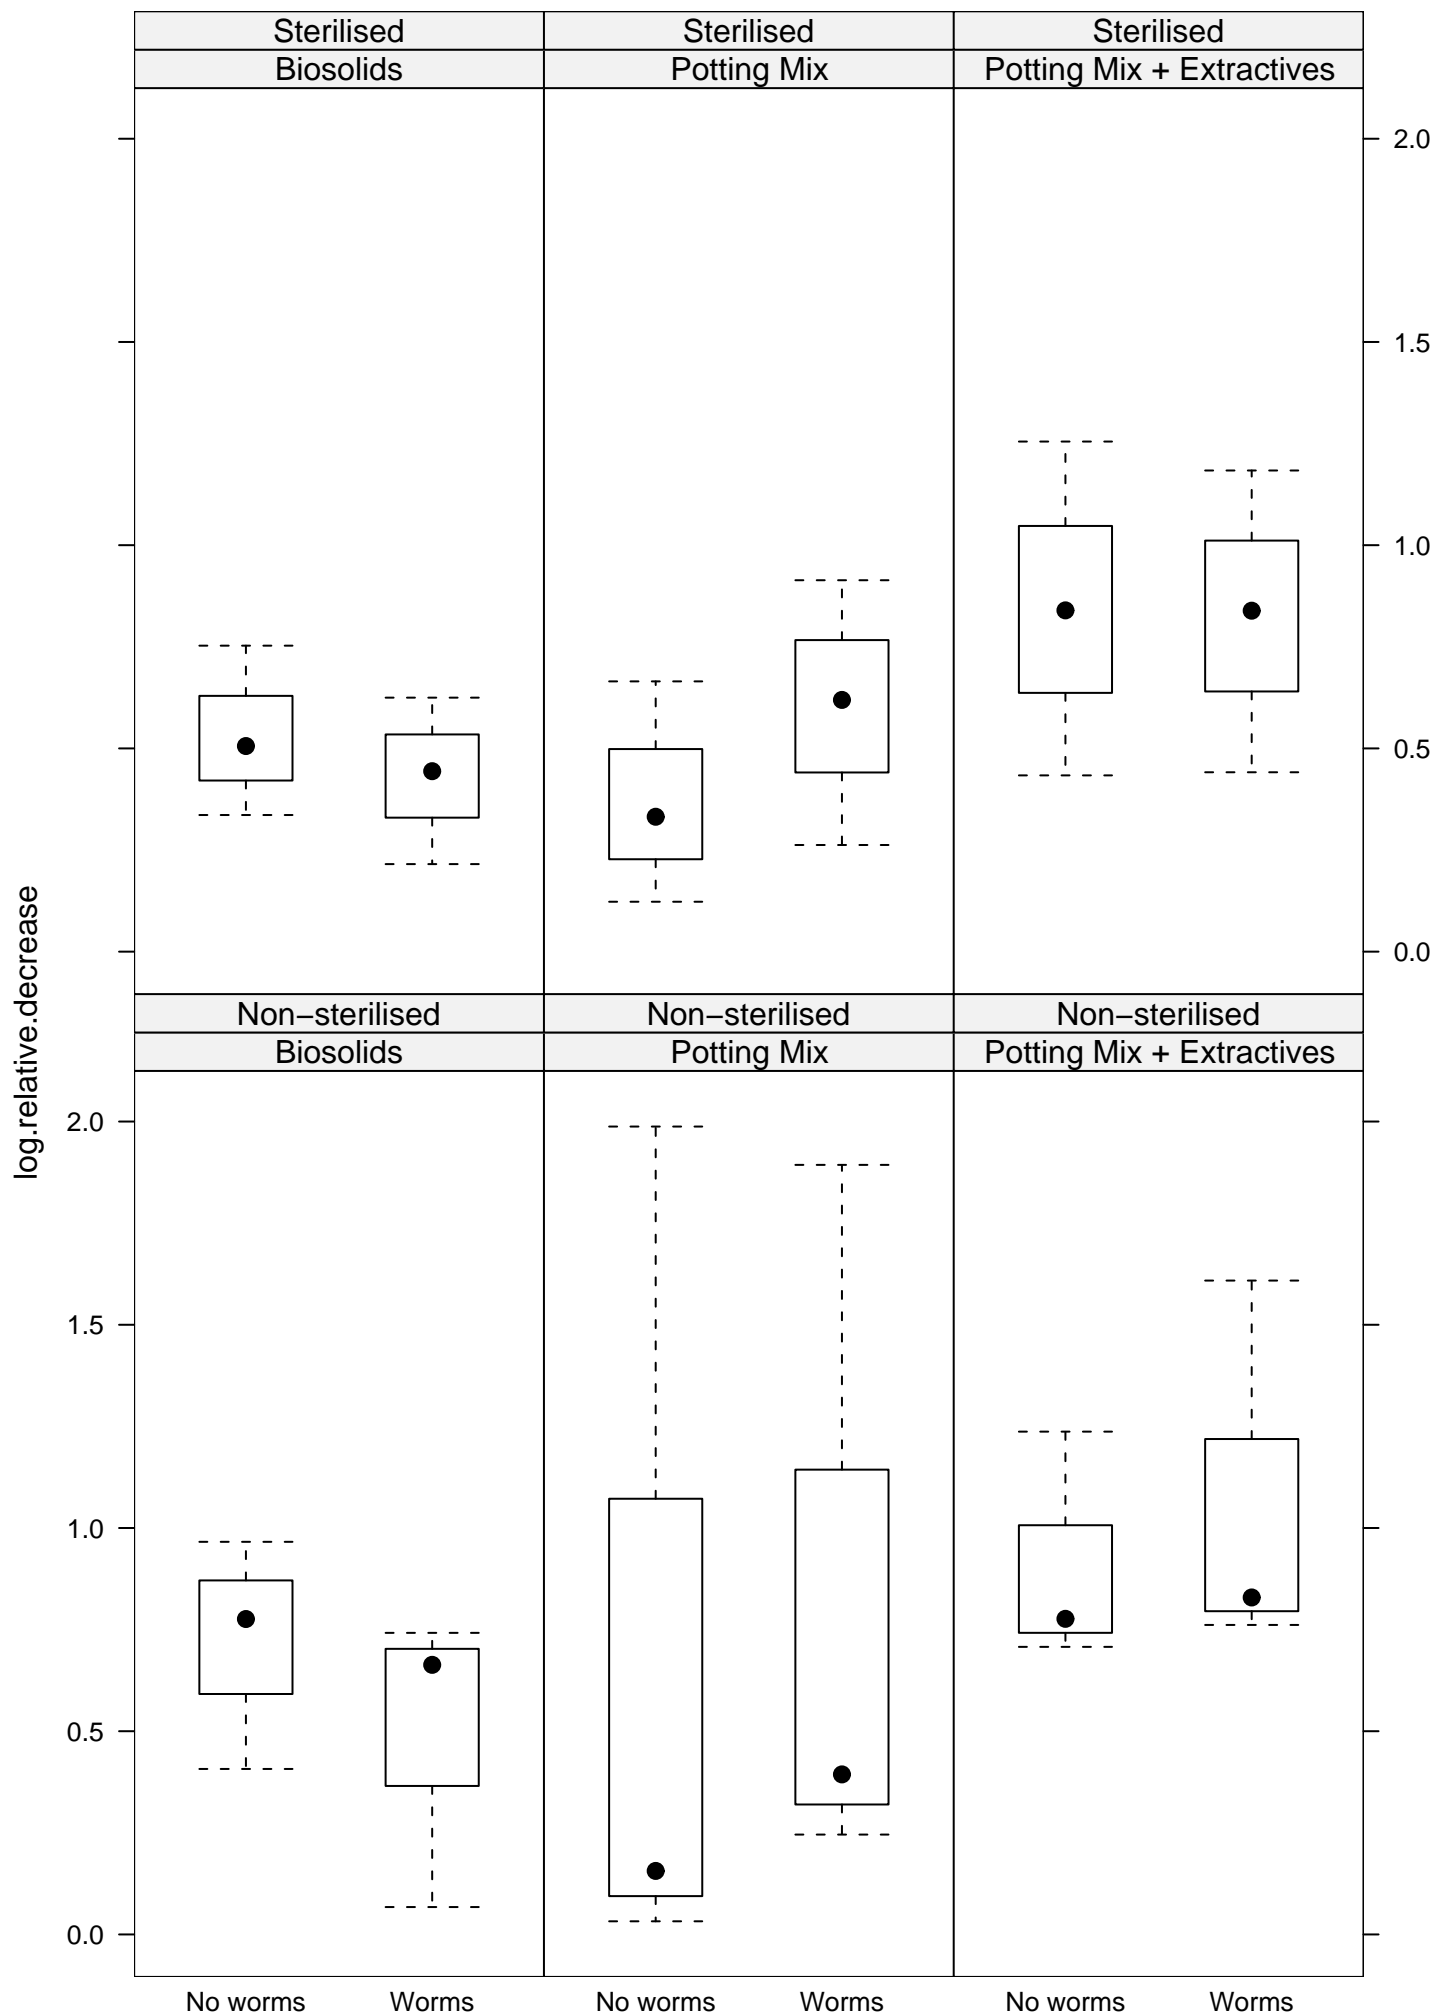 Sterilised Sterilised Sterilised
Biosolids Potting Mix Potting Mix + Extractives
2.0
1.5
1.0
0.5
0.0
log.relative.decrease
Non−sterilised Non−sterilised Non−sterilised
Biosolids Potting Mix Potting Mix + Extractives
2.0
1.5
1.0
0.5
0.0
No worms Worms No worms Worms No worms Worms